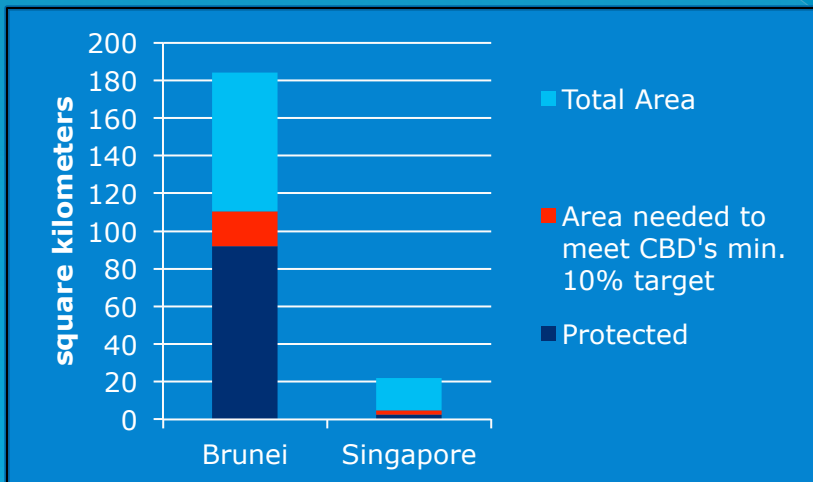 200
180
160
140
120
100
80
60
40
20
0
square kilometers
Brunei
Singapore
Total Area
Area needed to
meet CBD's min.
10% target
Protected